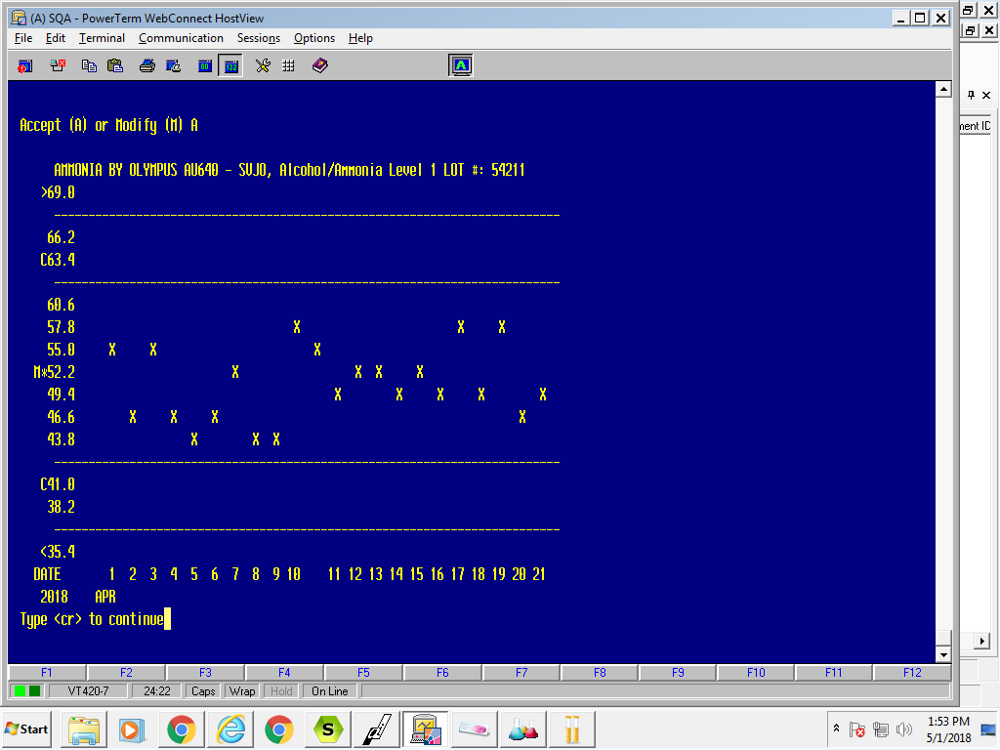 (A) SQA - PowerTerm WebConnect HostView
File Edit Terminal Communication Sessions Options Help
80 132 A
Accept (A) or Modify (M) A
AMMONIA BY OLYMPUS AU640 - SVJO, Alcohol/Ammonia Level 1 LOT #: 54211
>69.0
--------------------------------------------------------------------------
66.2
C63.4
--------------------------------------------------------------------------
60.6
57.8 X X X
55.0 X X X
M*52.2 X X X X
49.4 X X X X X
46.6 X X X X
43.8 X X X
--------------------------------------------------------------------------
C41.0
38.2
--------------------------------------------------------------------------
<35.4
DATE 1 2 3 4 5 6 7 8 9 10 11 12 13 14 15 16 17 18 19 20 21
2018 APR
Type <cr> to continue
F1 F2 F3 F4 F5 F6 F7 F8 F9 F10 F11 F12
VT420-7 24:22 Caps Wrap Hold On Line
ment ID
Start S 1:53 PM
5/1/2018